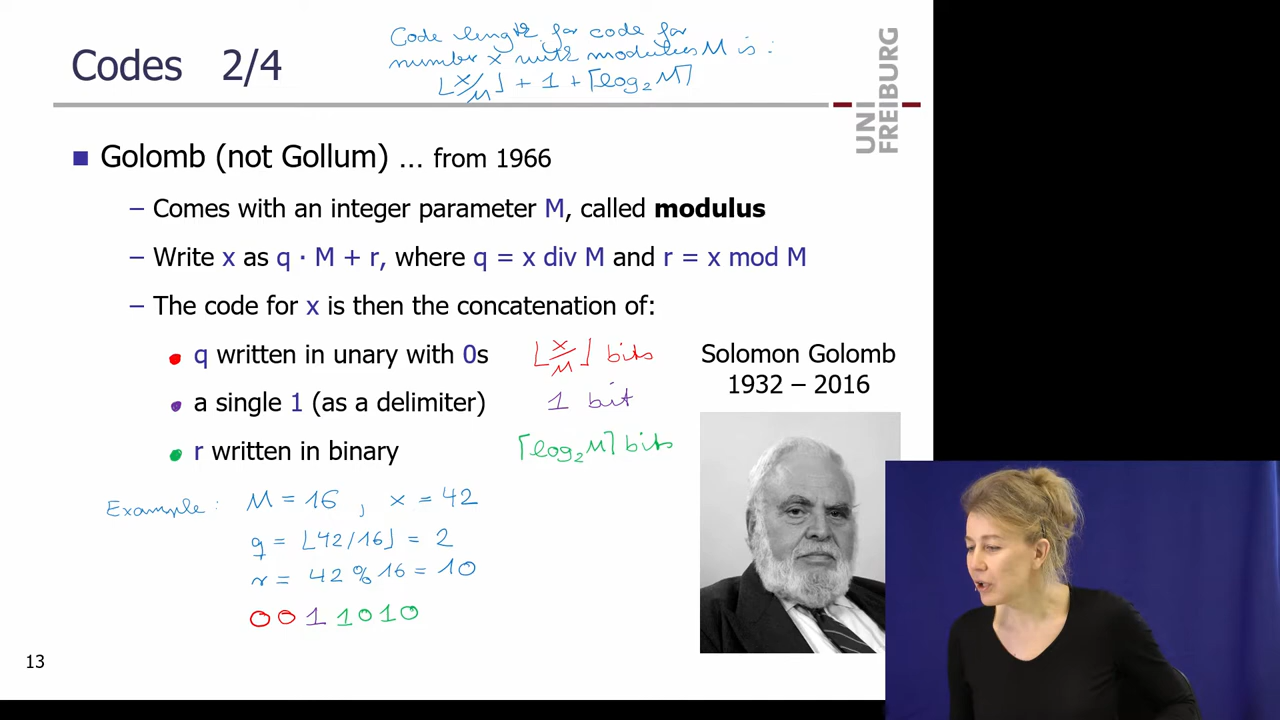 Code length for code for
number x with modulus M is:
⌊x/M⌋ + 1 + ⌈log₂ M⌉
Codes 2/4
UNI
FREIBURG
■ Golomb (not Gollum) … from 1966
– Comes with an integer parameter M, called modulus
– Write x as q · M + r, where q = x div M and r = x mod M
– The code for x is then the concatenation of:
• q written in unary with 0s ⌊x/M⌋ bits
• a single 1 (as a delimiter) 1 bit
• r written in binary ⌈log₂ M⌉ bits
Solomon Golomb
1932 – 2016
Example: M = 16, x = 42
q = ⌊42/16⌋ = 2
r = 42 % 16 = 10
0 0 1 1 0 1 0
13